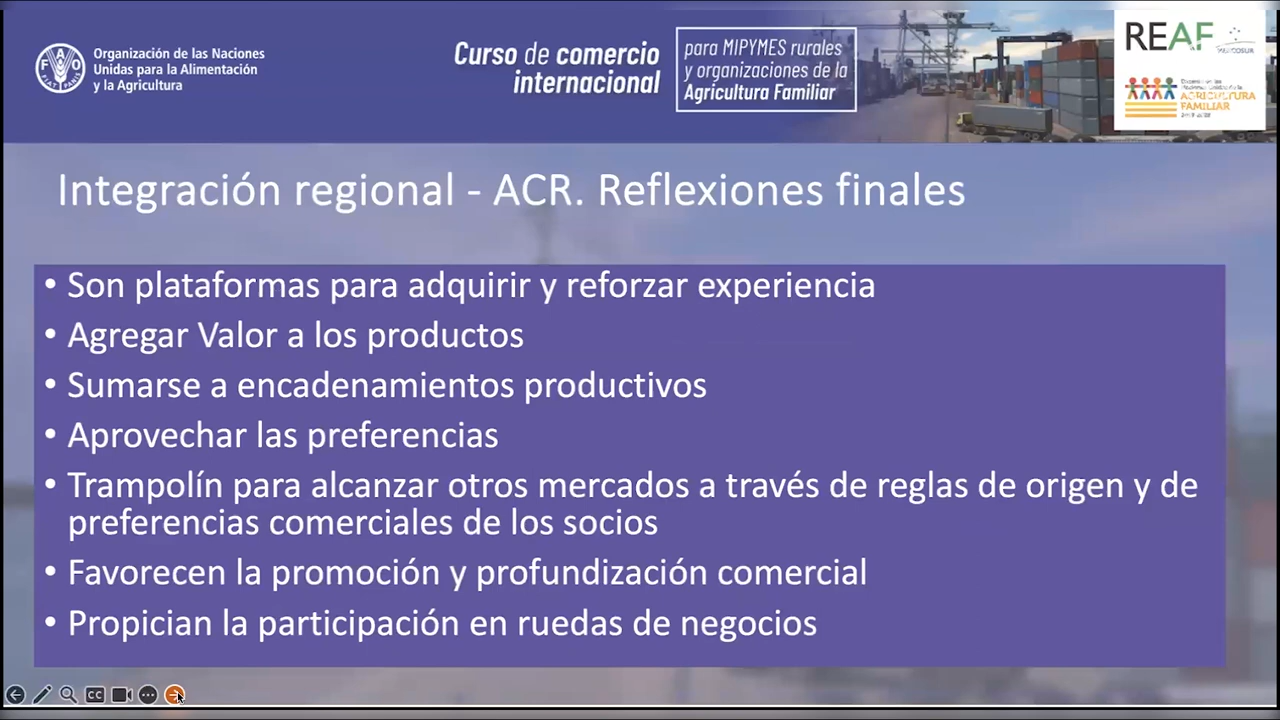 Organización de las Naciones
Unidas para la Alimentación
y la Agricultura
Curso de comercio
internacional
para MIPYMES rurales
y organizaciones de la
Agricultura Familiar
REAF
MERCOSUR
AGRICULTURA
FAMILIAR
Integración regional - ACR. Reflexiones finales
• Son plataformas para adquirir y reforzar experiencia
• Agregar Valor a los productos
• Sumarse a encadenamientos productivos
• Aprovechar las preferencias
• Trampolín para alcanzar otros mercados a través de reglas de origen y de
preferencias comerciales de los socios
• Favorecen la promoción y profundización comercial
• Propician la participación en ruedas de negocios
CC